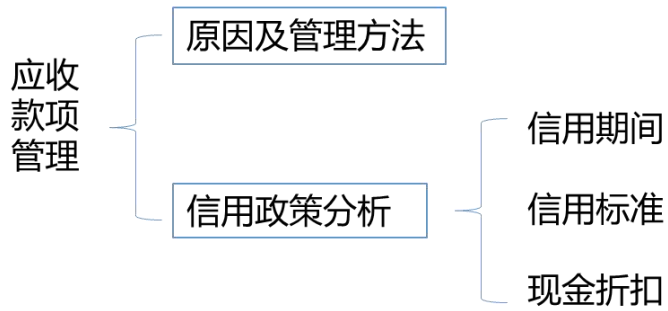 应收
款项
管理
原因及管理方法
信用政策分析
信用期间
信用标准
现金折扣